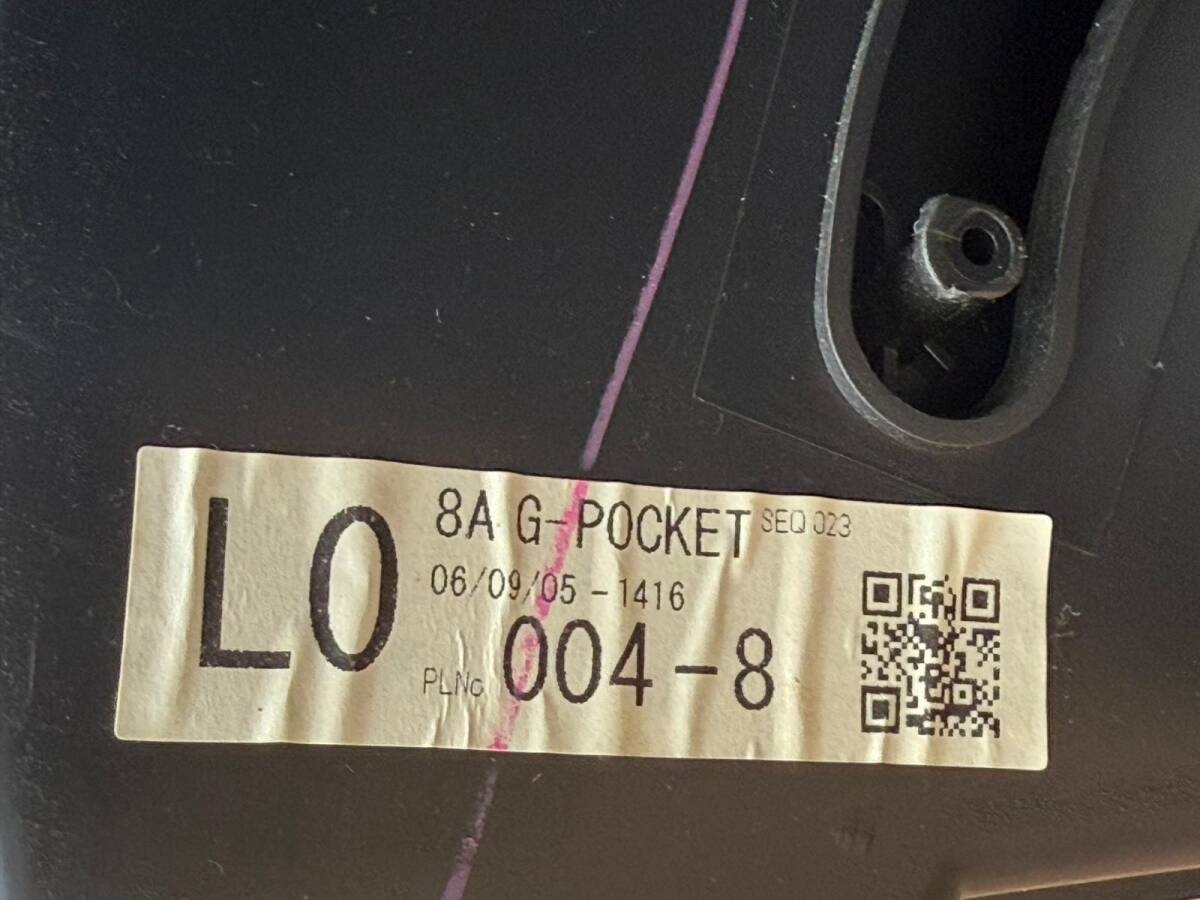 LO
8A G-POCKET SEQ 023
06/09/05-1416
PLNo 004-8